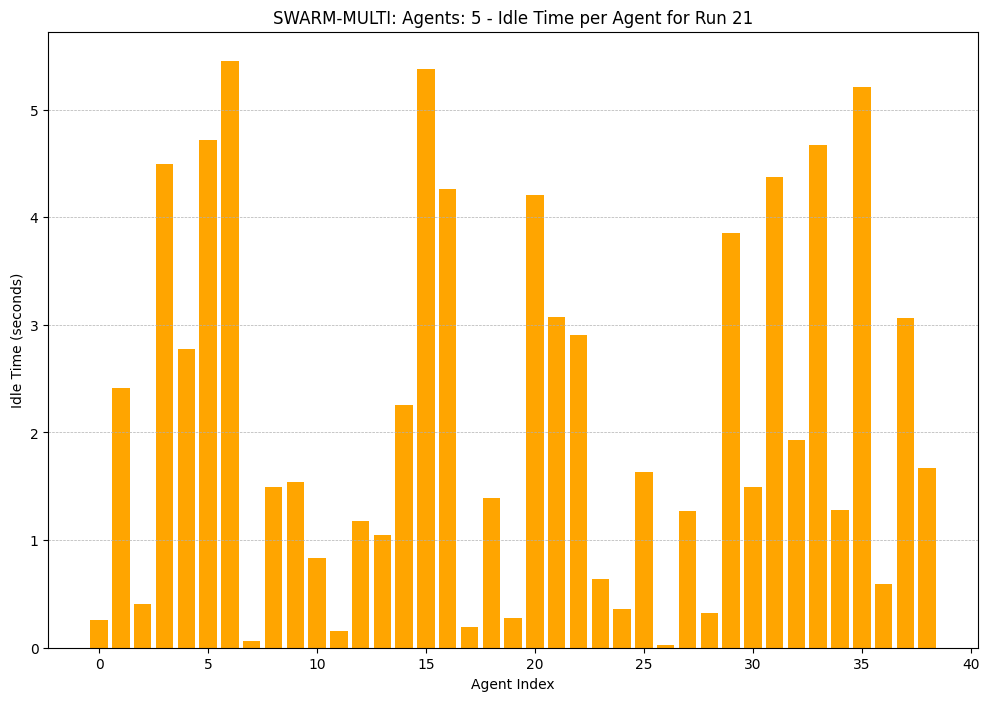 SWARM-MULTI: Agents: 5 - Idle Time per Agent for Run 21
Idle Time (seconds)
5
4
3
2
1
0
0 5 10 15 20 25 30 35 40
Agent Index